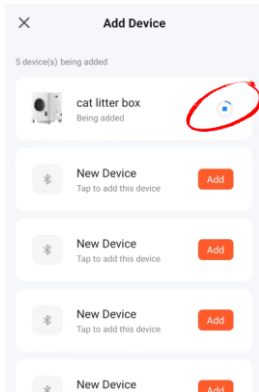 Add Device
5 device(s) being added
cat litter box
Being added
New Device
Add
Tap to add this device
New Device
Add
Tap to add this device
New Device
Add
Tap to add this device
New Device
Add